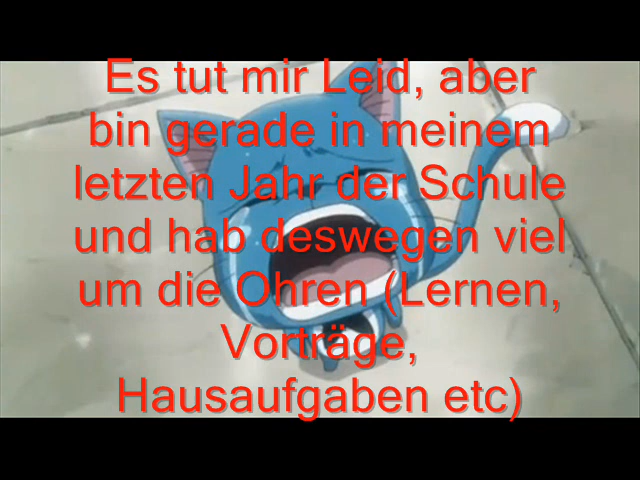 Es tut mir Leid, aber
bin gerade in meinem
letzten Jahr der Schule
und hab deswegen viel
um die Ohren (Lernen,
Vorträge,
Hausaufgaben etc)